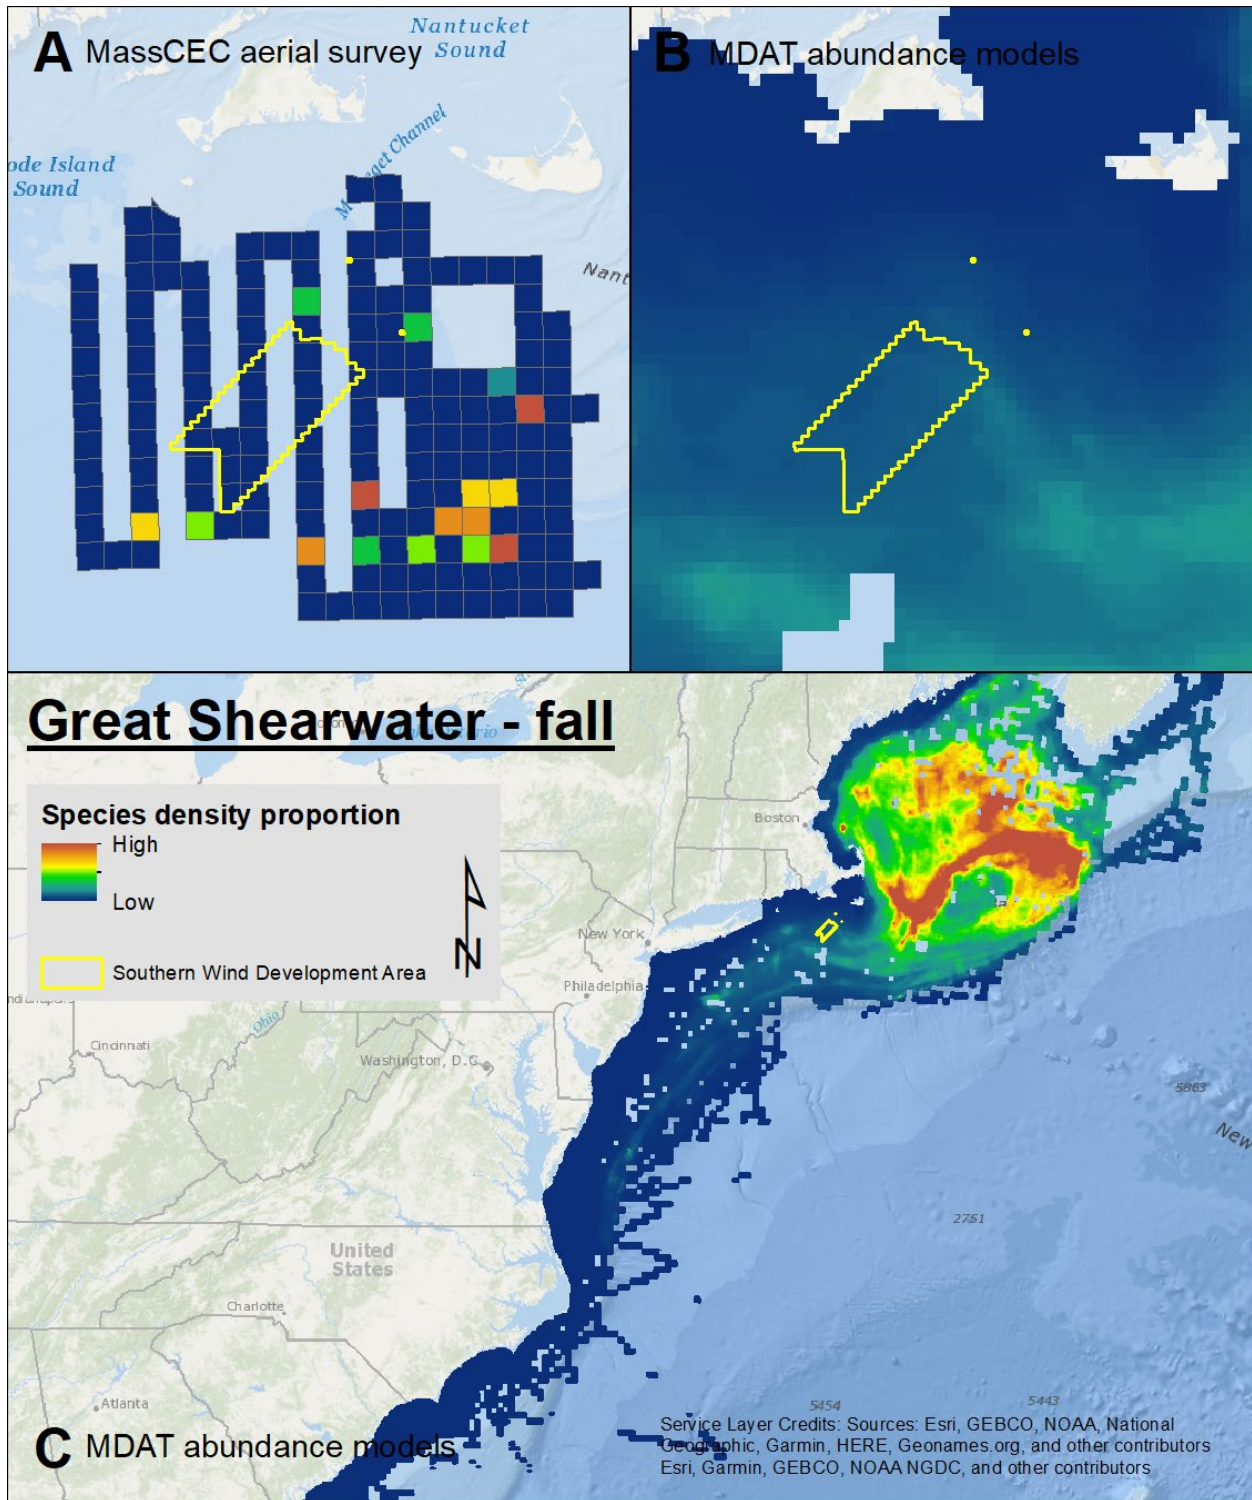 A MassCEC aerial survey
Nantucket
Sound
ode Island
Sound
get Channel
Nant
B MDAT abundance models
Great Shearwater - fall
Species density proportion
High
Low
N
Southern Wind Development Area
Boston
New York
Philadelphia
Ohio
Cincinnati
Washington, D.C.
5863
New
2751
United
States
Charlotte
Atlanta
5454
5443
C MDAT abundance models
Service Layer Credits: Sources: Esri, GEBCO, NOAA, National
Geographic, Garmin, HERE, Geonames.org, and other contributors
Esri, Garmin, GEBCO, NOAA NGDC, and other contributors